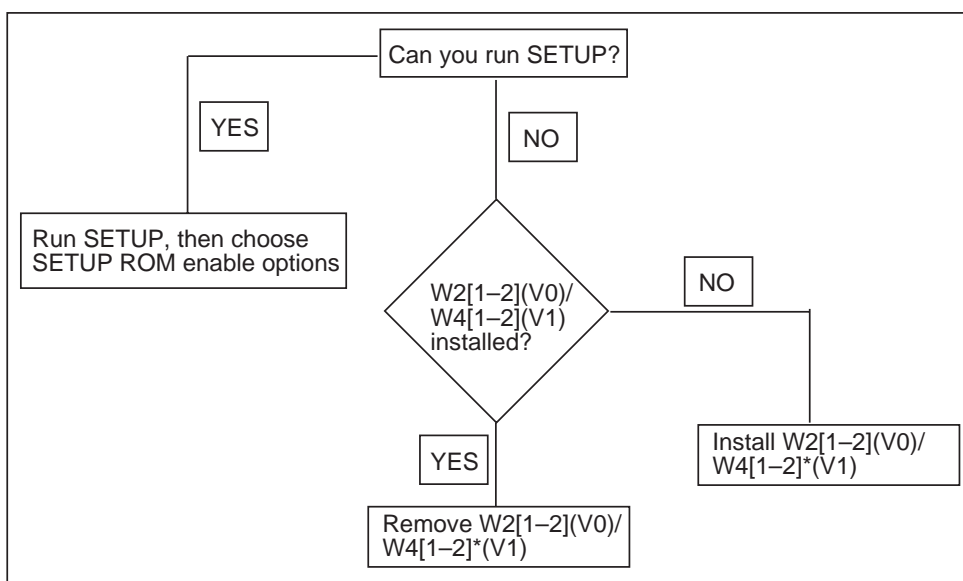 Can you run SETUP?
YES
NO
Run SETUP, then choose
SETUP ROM enable options
W2[1–2](V0)/
W4[1–2](V1)
installed?
NO
YES
Install W2[1–2](V0)/
W4[1–2]*(V1)
Remove W2[1–2](V0)/
W4[1–2]*(V1)